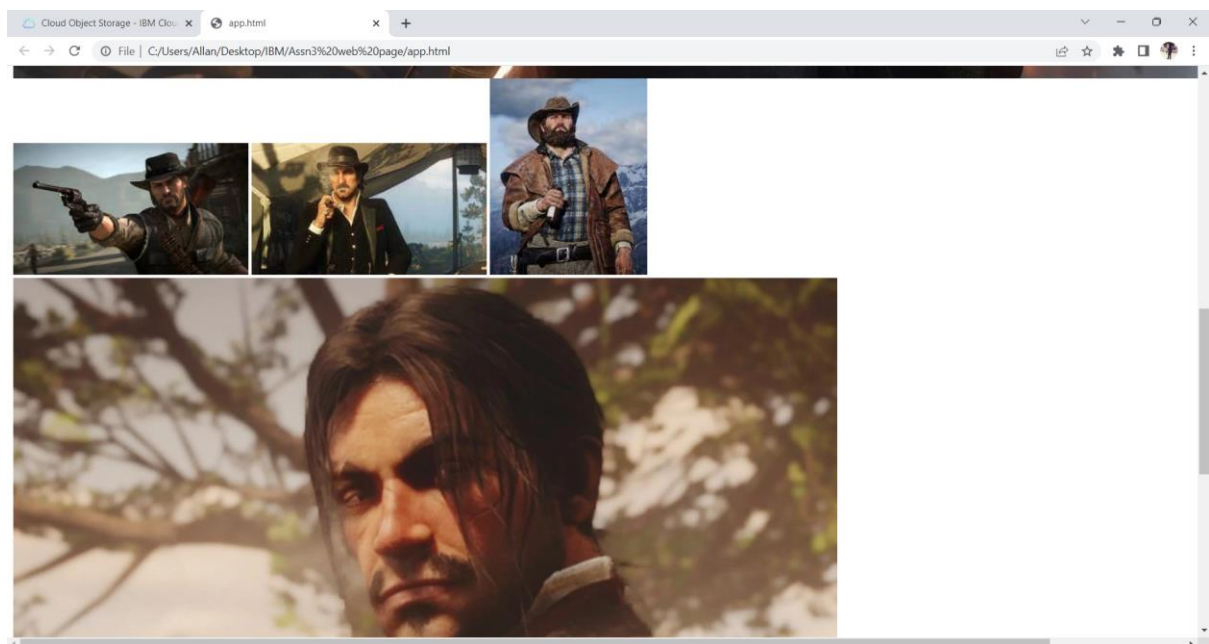 Cloud Object Storage - IBM Clou
app.html
File | C:/Users/Allan/Desktop/IBM/Assn3%20web%20page/app.html